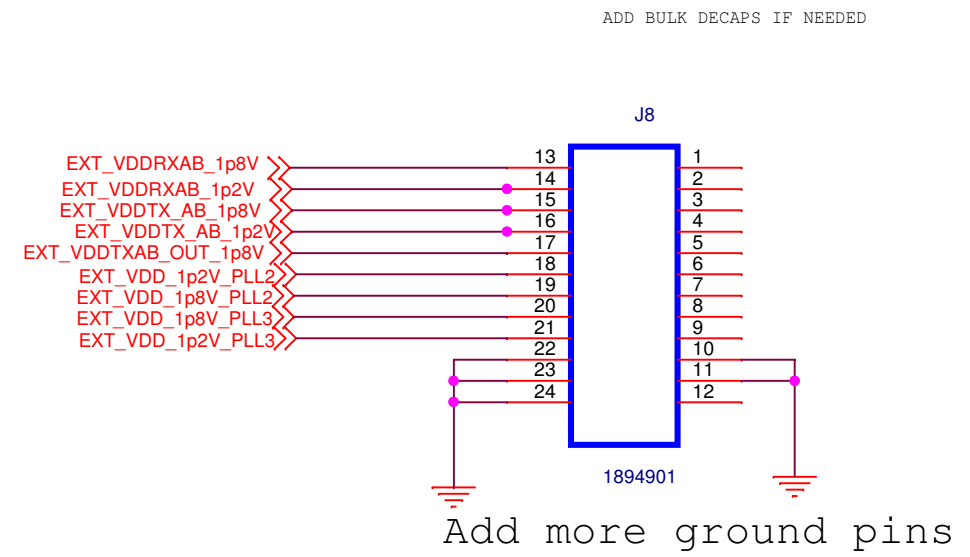 ADD BULK DECAPS IF NEEDED
J8
EXT_VDDRXAB_1p8V 13 1
EXT_VDDRXAB_1p2V 14 2
EXT_VDDTX_AB_1p8V 15 3
EXT_VDDTX_AB_1p2V 16 4
EXT_VDDTXAB_OUT_1p8V 17 5
EXT_VDD_1p2V_PLL2 18 6
EXT_VDD_1p8V_PLL2 19 7
EXT_VDD_1p8V_PLL3 20 8
EXT_VDD_1p2V_PLL3 21 9
22 10
23 11
24 12
1894901
Add more ground pins